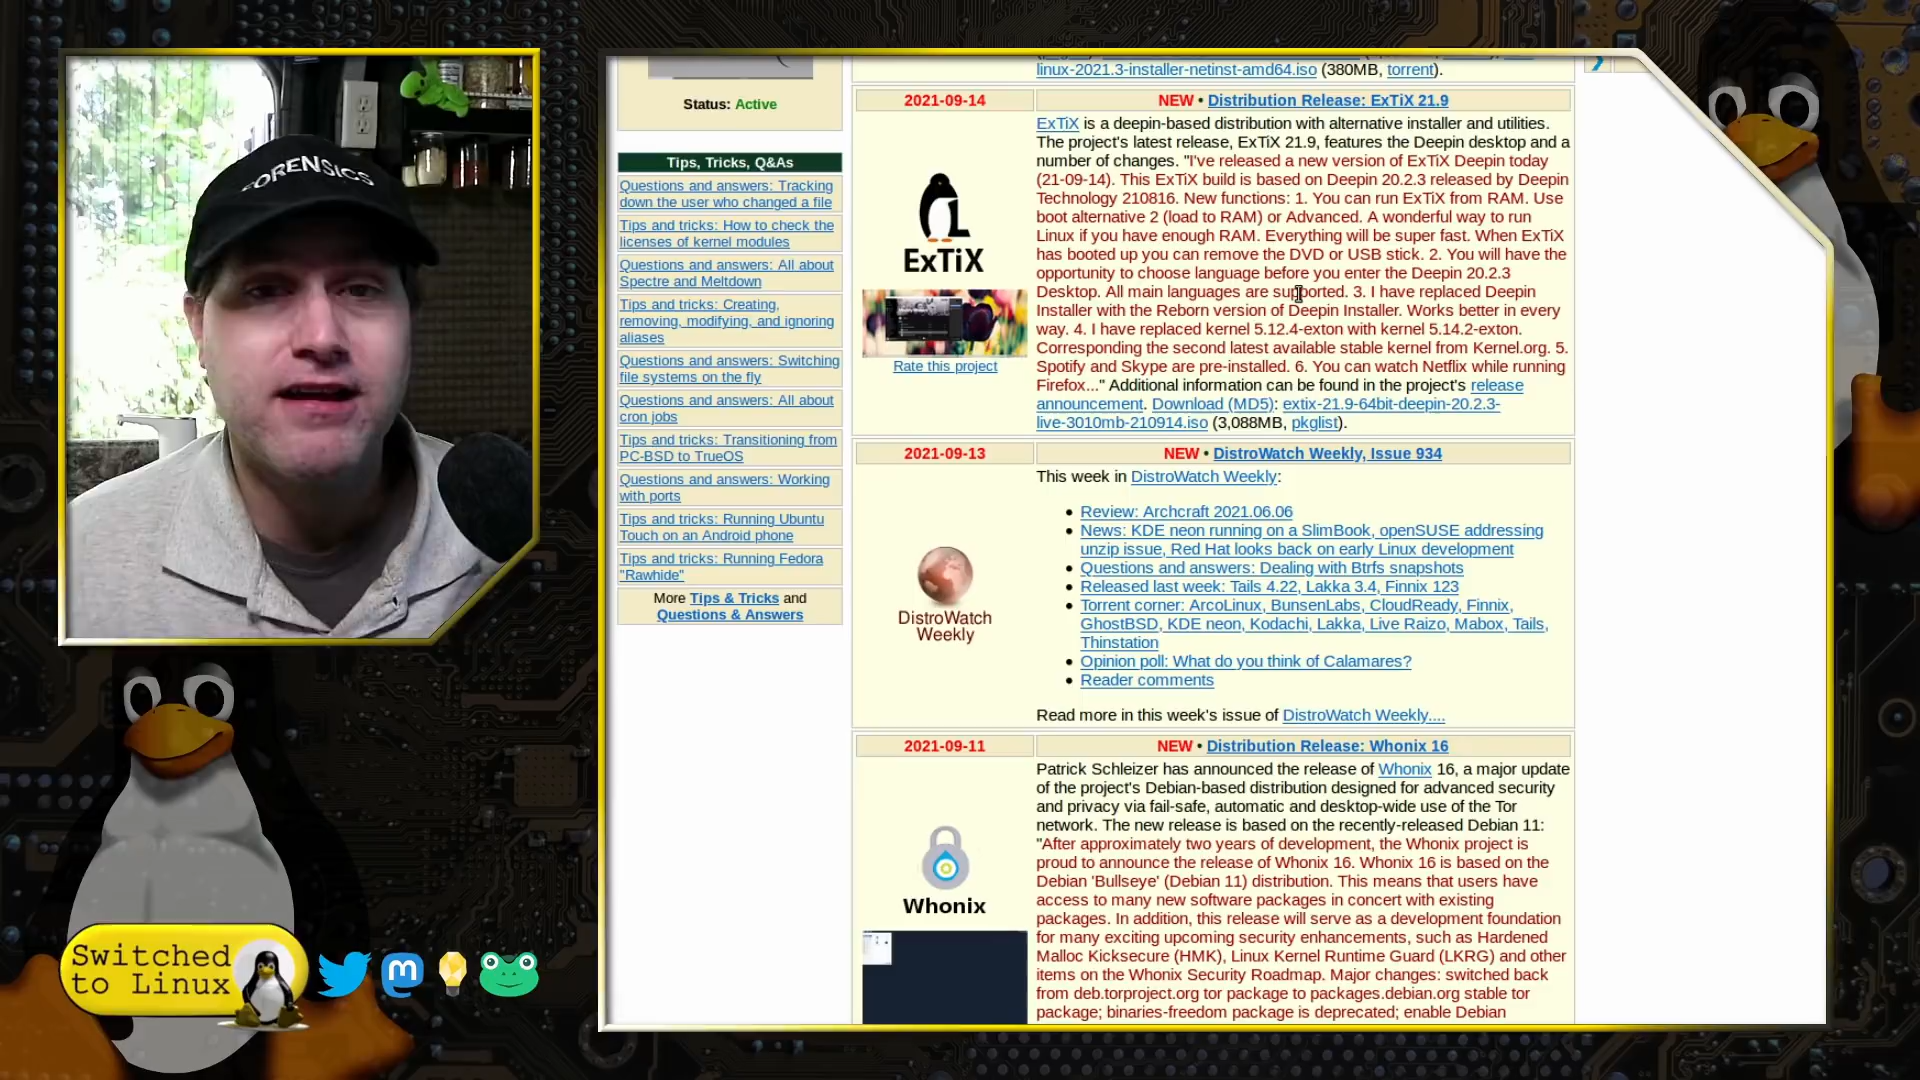 FORENSICS
Switched
to Linux
Status: Active
Tips, Tricks, Q&As
Questions and answers: Tracking
down the user who changed a file
Tips and tricks: How to check the
licenses of kernel modules
Questions and answers: All about
Spectre and Meltdown
Tips and tricks: Creating,
removing, modifying, and ignoring
aliases
Questions and answers: Switching
file systems on the fly
Questions and answers: All about
cron jobs
Tips and tricks: Transitioning from
PC-BSD to TrueOS
Questions and answers: Working
with ports
Tips and tricks: Running Ubuntu
Touch on an Android phone
Tips and tricks: Running Fedora
"Rawhide"
More Tips & Tricks and
Questions & Answers
linux-2021.3-installer-netinst-amd64.iso (380MB, torrent).
2021-09-14
NEW • Distribution Release: ExTiX 21.9
ExTiX
Rate this project
ExTiX is a deepin-based distribution with alternative installer and utilities.
The project's latest release, ExTiX 21.9, features the Deepin desktop and a
number of changes. "I've released a new version of ExTiX Deepin today
(21-09-14). This ExTiX build is based on Deepin 20.2.3 released by Deepin
Technology 210816. New functions: 1. You can run ExTiX from RAM. Use
boot alternative 2 (load to RAM) or Advanced. A wonderful way to run
Linux if you have enough RAM. Everything will be super fast. When ExTiX
has booted up you can remove the DVD or USB stick. 2. You will have the
opportunity to choose language before you enter the Deepin 20.2.3
Desktop. All main languages are supported. 3. I have replaced Deepin
Installer with the Reborn version of Deepin Installer. Works better in every
way. 4. I have replaced kernel 5.12.4-exton with kernel 5.14.2-exton.
Corresponding the second latest available stable kernel from Kernel.org. 5.
Spotify and Skype are pre-installed. 6. You can watch Netflix while running
Firefox..." Additional information can be found in the project's release
announcement. Download (MD5): extix-21.9-64bit-deepin-20.2.3-
live-3010mb-210914.iso (3,088MB, pkglist).
2021-09-13
NEW • DistroWatch Weekly, Issue 934
DistroWatch
Weekly
This week in DistroWatch Weekly:
• Review: Archcraft 2021.06.06
• News: KDE neon running on a SlimBook, openSUSE addressing
unzip issue, Red Hat looks back on early Linux development
• Questions and answers: Dealing with Btrfs snapshots
• Released last week: Tails 4.22, Lakka 3.4, Finnix 123
• Torrent corner: ArcoLinux, BunsenLabs, CloudReady, Finnix,
GhostBSD, KDE neon, Kodachi, Lakka, Live Raizo, Mabox, Tails,
Thinstation
• Opinion poll: What do you think of Calamares?
• Reader comments
Read more in this week's issue of DistroWatch Weekly....
2021-09-11
NEW • Distribution Release: Whonix 16
Whonix
Patrick Schleizer has announced the release of Whonix 16, a major update
of the project's Debian-based distribution designed for advanced security
and privacy via fail-safe, automatic and desktop-wide use of the Tor
network. The new release is based on the recently-released Debian 11:
"After approximately two years of development, the Whonix project is
proud to announce the release of Whonix 16. Whonix 16 is based on the
Debian 'Bullseye' (Debian 11) distribution. This means that users have
access to many new software packages in concert with existing
packages. In addition, this release will serve as a development foundation
for many exciting upcoming security enhancements, such as Hardened
Malloc Kicksecure (HMK), Linux Kernel Runtime Guard (LKRG) and other
items on the Whonix Security Roadmap. Major changes: switched back
from deb.torproject.org tor package to packages.debian.org stable tor
package; binaries-freedom package is deprecated; enable Debian